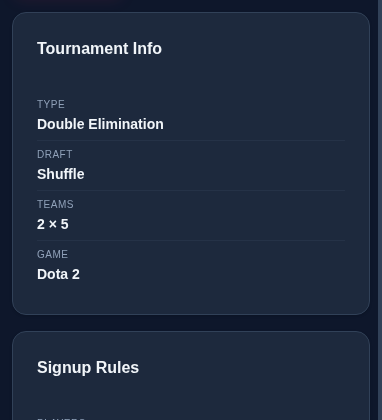 Tournament Info
TYPE
Double Elimination
DRAFT
Shuffle
TEAMS
2 × 5
GAME
Dota 2
Signup Rules